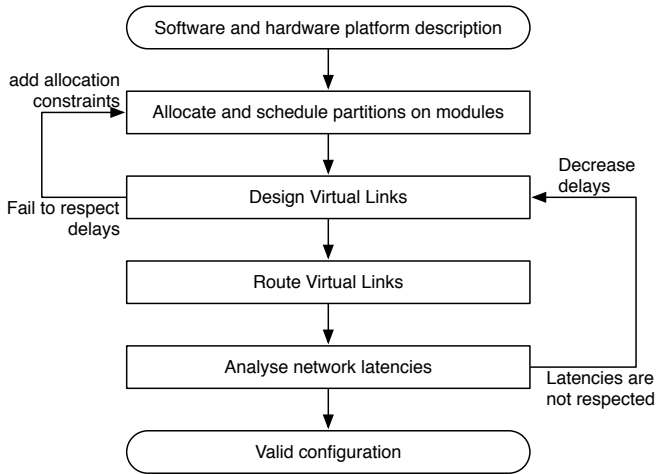 Software and hardware platform description
add allocation
constraints
Allocate and schedule partitions on modules
Decrease
delays
Design Virtual Links
Fail to respect
delays
Route Virtual Links
Analyse network latencies
Latencies are
not respected
Valid configuration